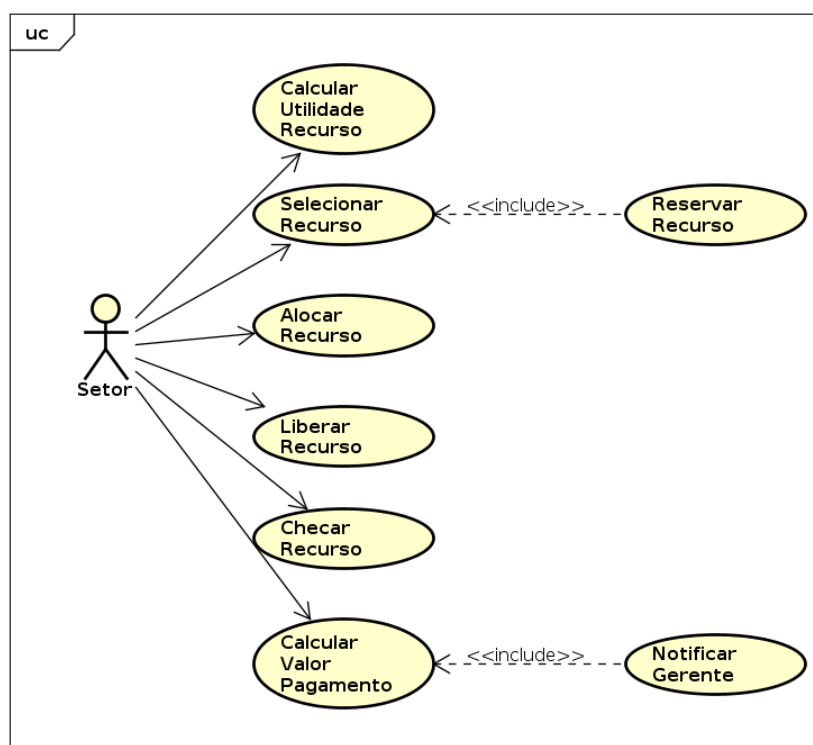 uc
Calcular
Utilidade
Recurso
Selecionar
Recurso
<<include>>
Reservar
Recurso
Alocar
Recurso
Setor
Liberar
Recurso
Checar
Recurso
Calcular
Valor
Pagamento
<<include>>
Notificar
Gerente